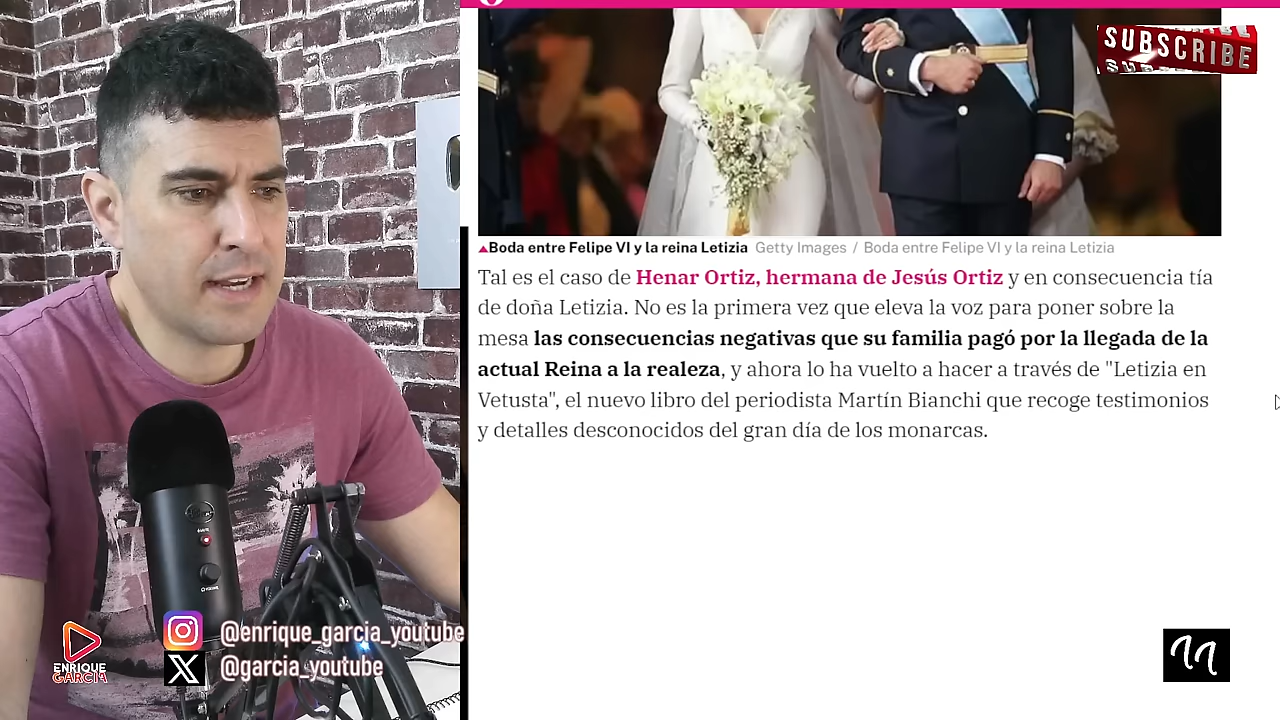 SUBSCRIBE
▲Boda entre Felipe VI y la reina Letizia Getty Images / Boda entre Felipe VI y la reina Letizia
Tal es el caso de Henar Ortiz, hermana de Jesús Ortiz y en consecuencia tía
de doña Letizia. No es la primera vez que eleva la voz para poner sobre la
mesa las consecuencias negativas que su familia pagó por la llegada de la
actual Reina a la realeza, y ahora lo ha vuelto a hacer a través de "Letizia en
Vetusta", el nuevo libro del periodista Martín Bianchi que recoge testimonios
y detalles desconocidos del gran día de los monarcas.
@enrique_garcia_youtube
@garcia_youtube
ENRIQUE
GARCIA